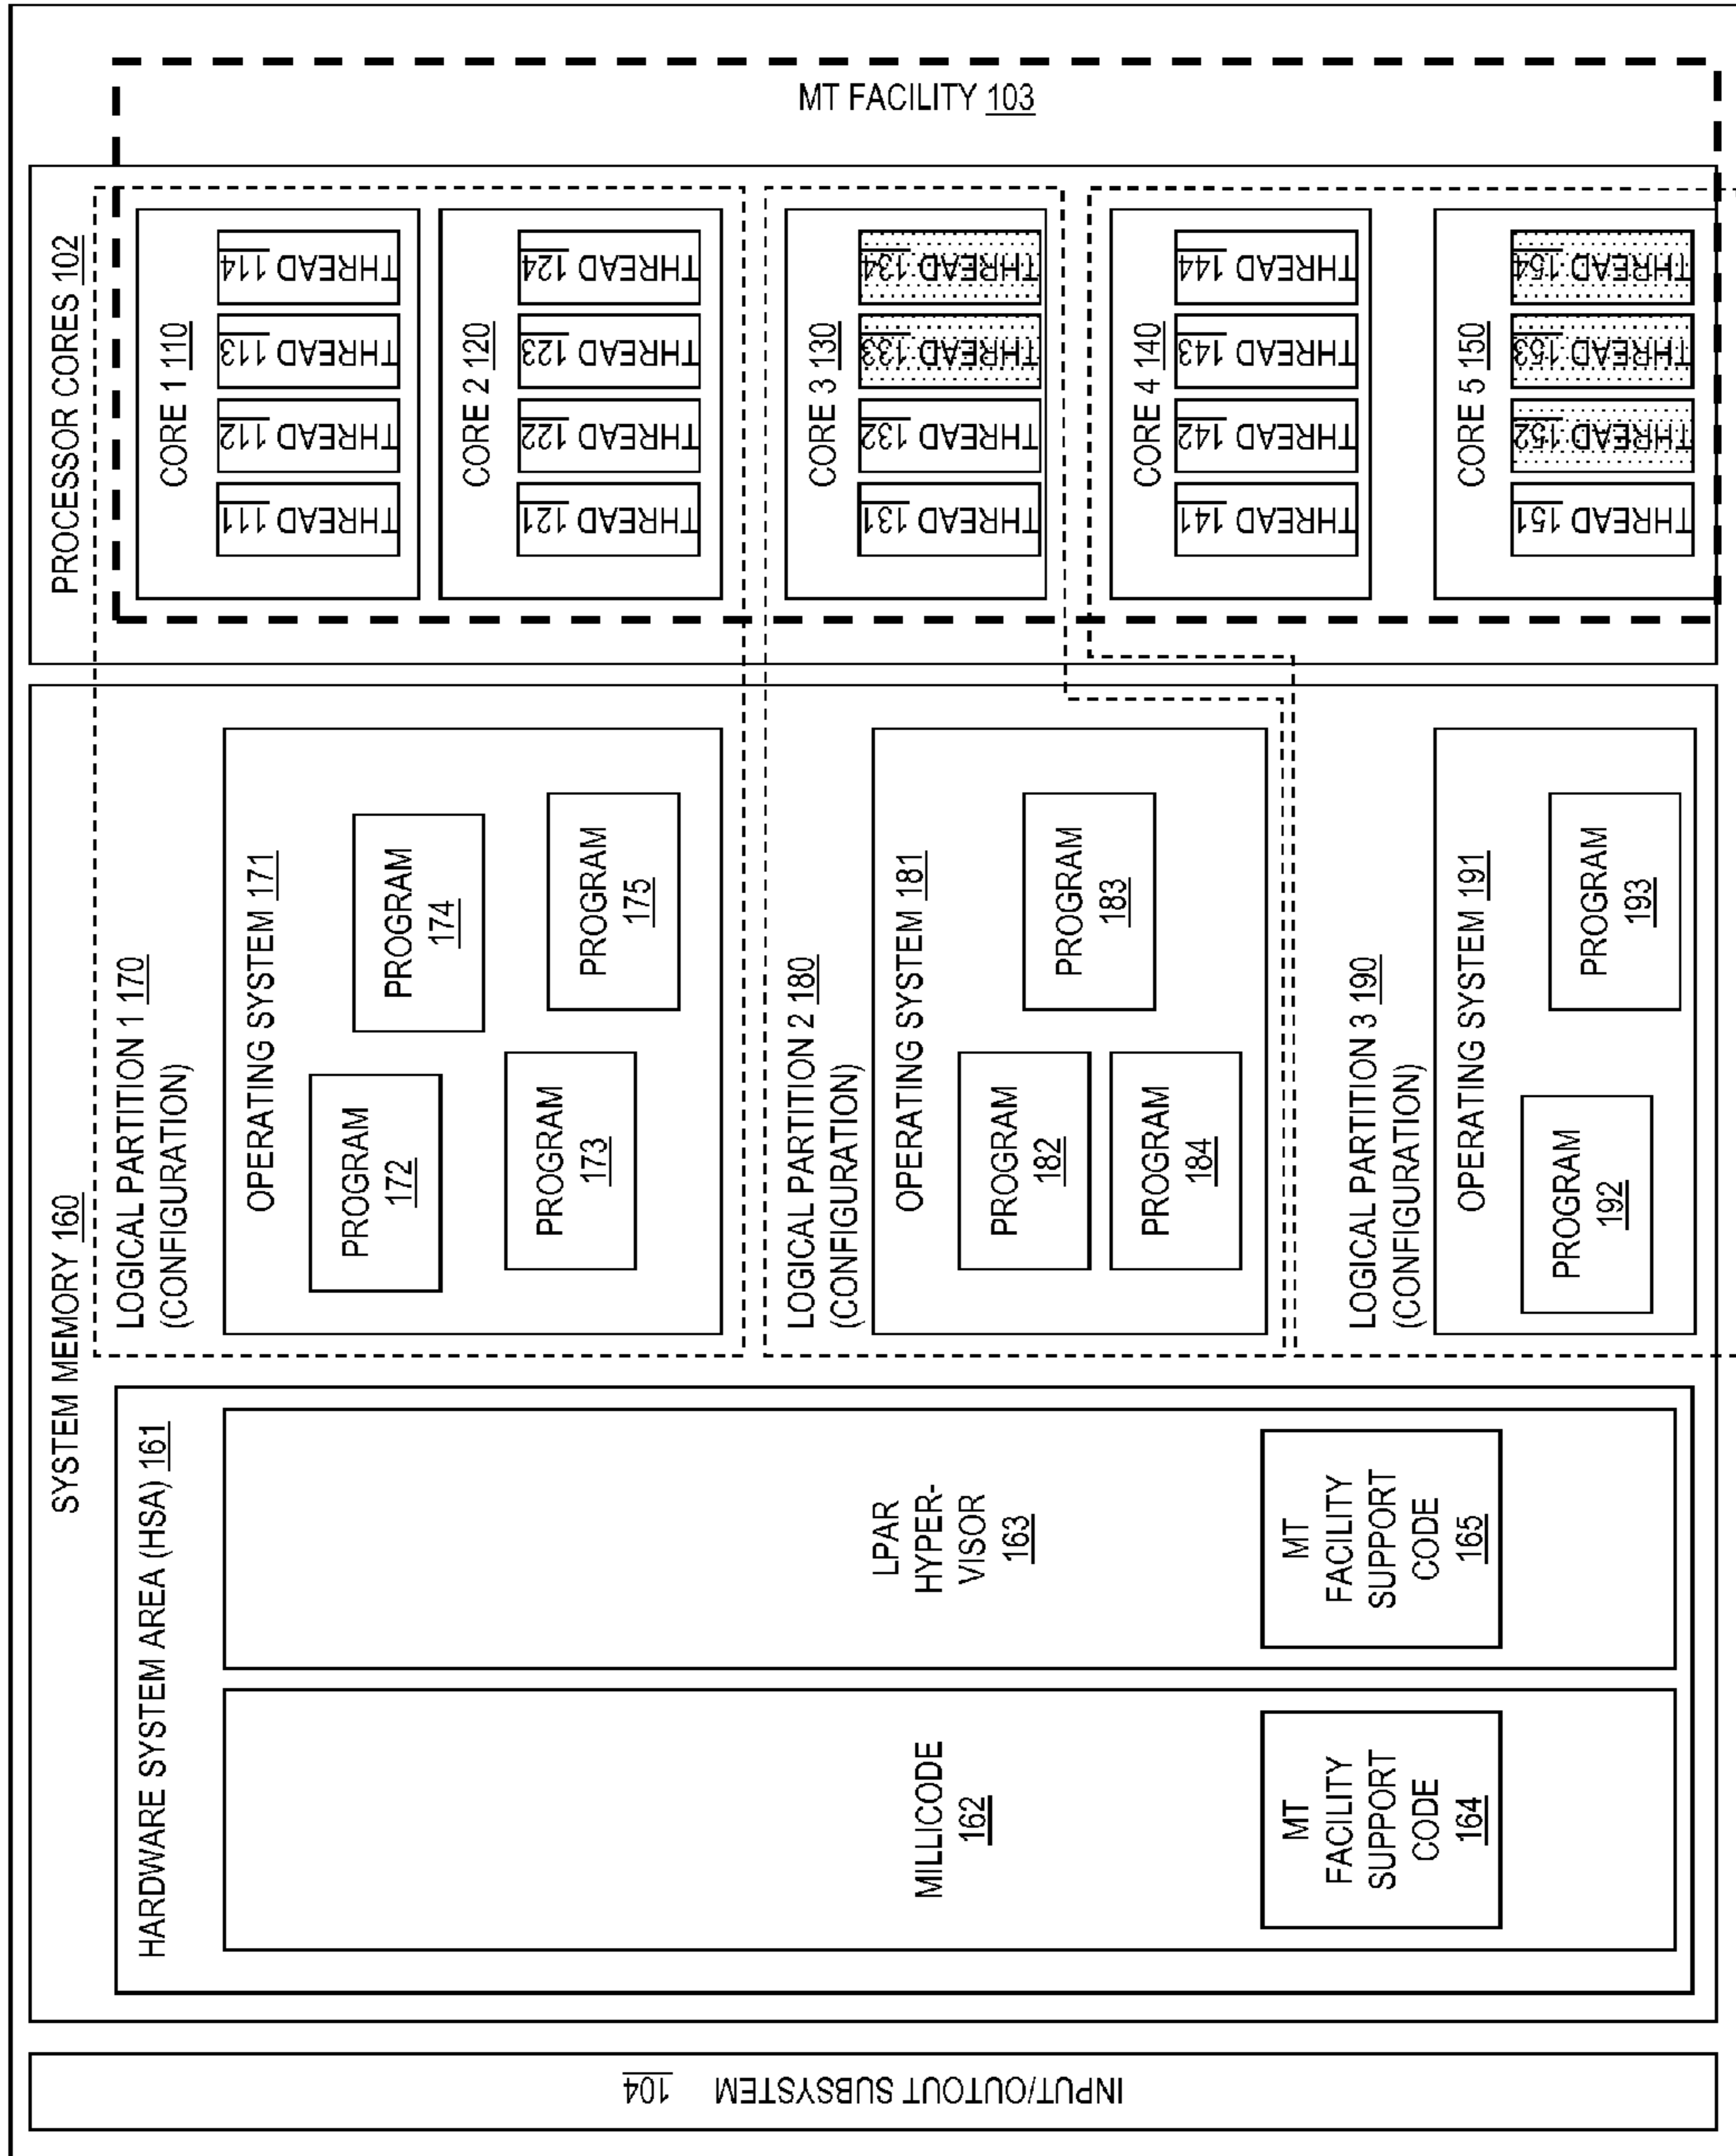 PROCESSOR CORES 102
MT FACILITY 103
CORE 1 110
THREAD 111
THREAD 112
THREAD 113
THREAD 114
CORE 2 120
THREAD 121
THREAD 122
THREAD 123
THREAD 124
CORE 3 130
THREAD 131
THREAD 132
THREAD 133
THREAD 134
CORE 4 140
THREAD 141
THREAD 142
THREAD 143
THREAD 144
CORE 5 150
THREAD 151
THREAD 152
THREAD 153
THREAD 154
SYSTEM MEMORY 160
LOGICAL PARTITION 1 170
(CONFIGURATION)
OPERATING SYSTEM 171
PROGRAM
172
PROGRAM
174
PROGRAM
173
PROGRAM
175
LOGICAL PARTITION 2 180
(CONFIGURATION)
OPERATING SYSTEM 181
PROGRAM
182
PROGRAM
183
PROGRAM
184
LOGICAL PARTITION 3 190
(CONFIGURATION)
OPERATING SYSTEM 191
PROGRAM
192
PROGRAM
193
HARDWARE SYSTEM AREA (HSA) 161
MILLICODE
162
LPAR
HYPER-
VISOR
163
MT
FACILITY
SUPPORT
CODE
164
MT
FACILITY
SUPPORT
CODE
165
INPUT/OUTOUT SUBSYSTEM 104